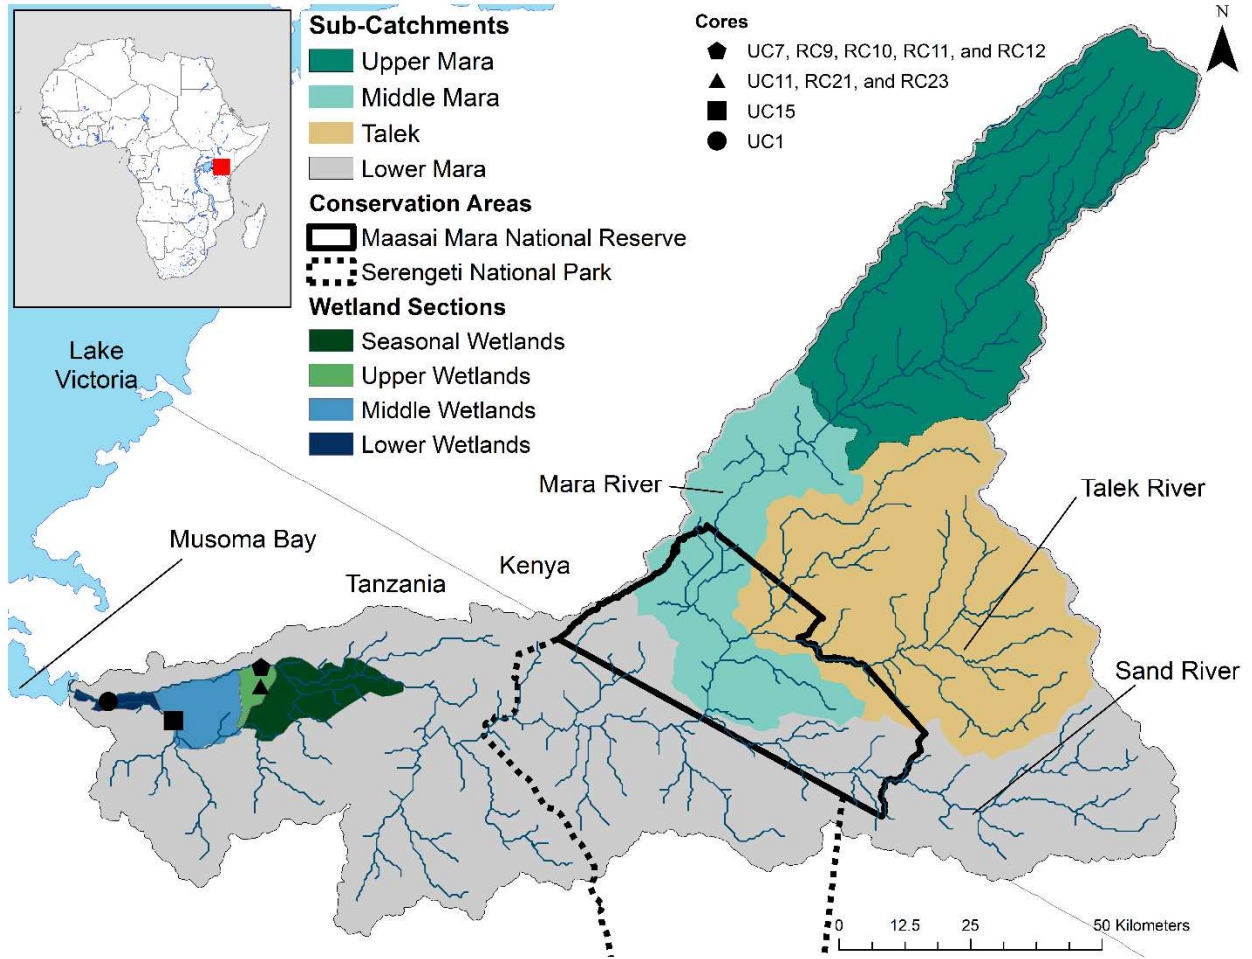 Sub-Catchments
Upper Mara
Middle Mara
Talek
Lower Mara
Conservation Areas
Maasai Mara National Reserve
Serengeti National Park
Wetland Sections
Seasonal Wetlands
Upper Wetlands
Middle Wetlands
Lower Wetlands
Cores
UC7, RC9, RC10, RC11, and RC12
UC11, RC21, and RC23
UC15
UC1
N
Lake
Victoria
Mara River
Talek River
Musoma Bay
Kenya
Tanzania
Sand River
0 12.5 25 50 Kilometers